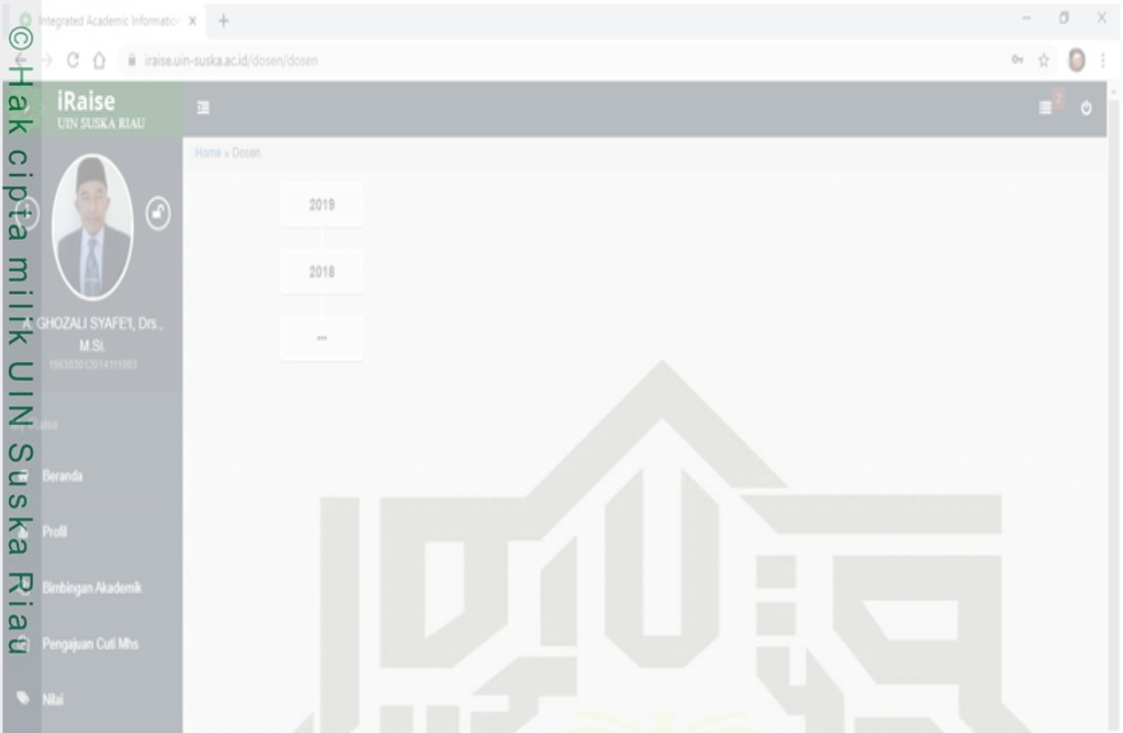 Integrated Academic Informatio
iraise.uin-suska.ac.id/dosen/dosen
© Hak cipta milik UIN Suska Riau
iRaise
UIN SUSKA RIAU
Home » Dosen
2019
2018
...
A. GHOZALI SYAFE'I, Drs.,
M.Si.
Beranda
Profil
Bimbingan Akademik
Pengajuan Cuti Mhs
Nilai